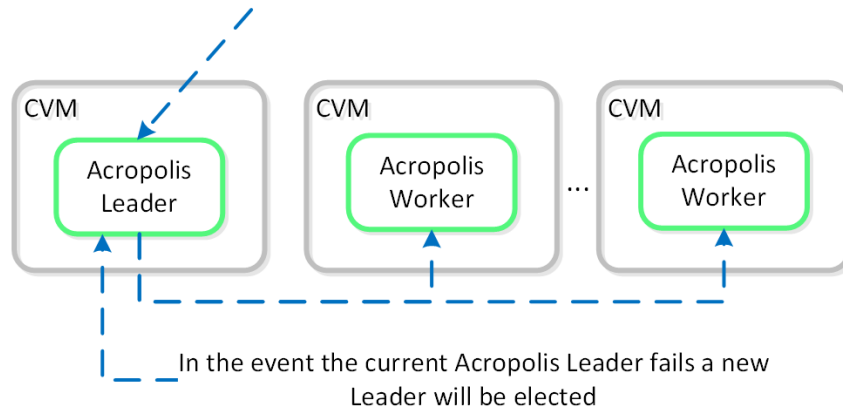 CVM
Acropolis
Leader
CVM
Acropolis
Worker
...
CVM
Acropolis
Worker
In the event the current Acropolis Leader fails a new
Leader will be elected